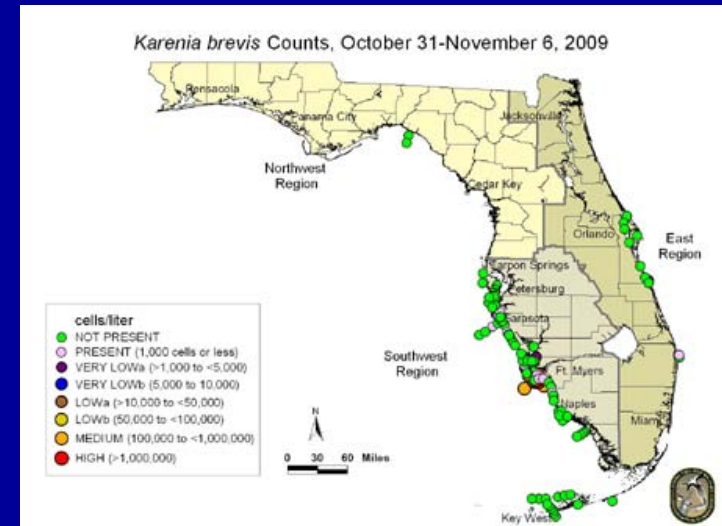 Karenia brevis Counts, October 31-November 6, 2009
Pensacola
Panama City
Jacksonville
Northwest
Region
Cedar Key
Orlando
East
Region
Tarpon Springs
Petersburg
Sarasota
Southwest
Region
Ft. Myers
Naples
Miami
Key West
cells/liter
NOT PRESENT
PRESENT (1,000 cells or less)
VERY LOWa (>1,000 to <5,000)
VERY LOWb (5,000 to 10,000)
LOWa (>10,000 to <50,000)
LOWb (50,000 to <100,000)
MEDIUM (100,000 to <1,000,000)
HIGH (>1,000,000)
N
0 30 60 Miles